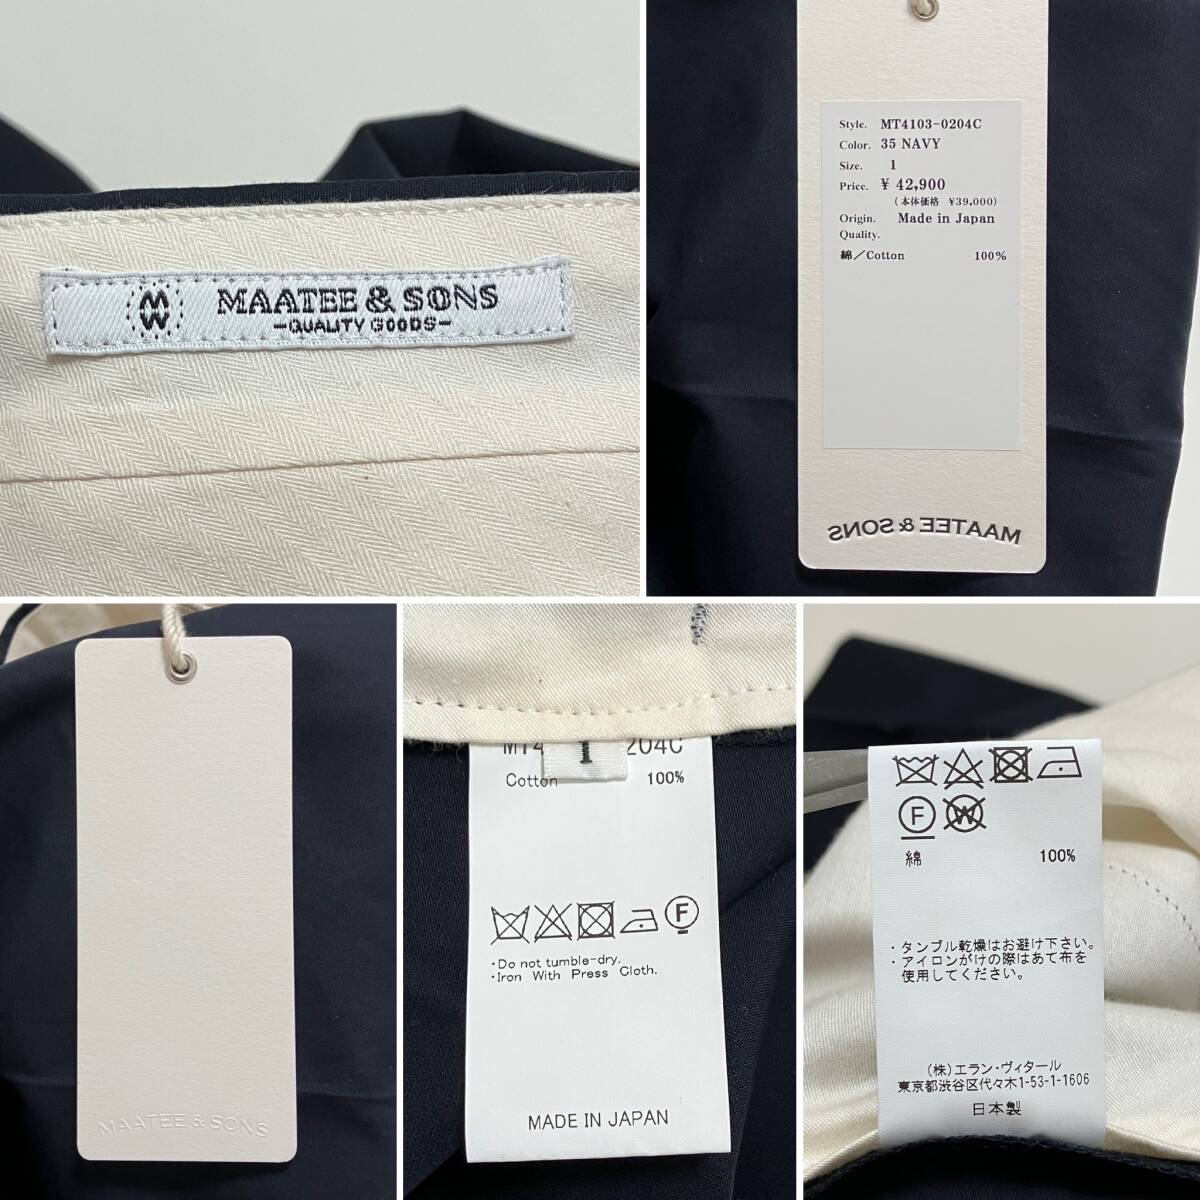 MAATEE & SONS
-QUALITY GOODS-
Style. MT4103-0204C
Color. 35 NAVY
Size. 1
Price. ¥ 42,900
(本体価格 ¥39,000)
Origin. Made in Japan
Quality.
綿/Cotton 100%
MAATEE & SONS
MAATEE & SONS
MT4 204C
1
Cotton 100%
F
・Do not tumble-dry.
・Iron With Press Cloth.
MADE IN JAPAN
F W
綿 100%
・タンブル乾燥はお避け下さい。
・アイロンがけの際はあて布を
使用してください。
(株)エラン・ヴィタール
東京都渋谷区代々木1-53-1-1606
日本製